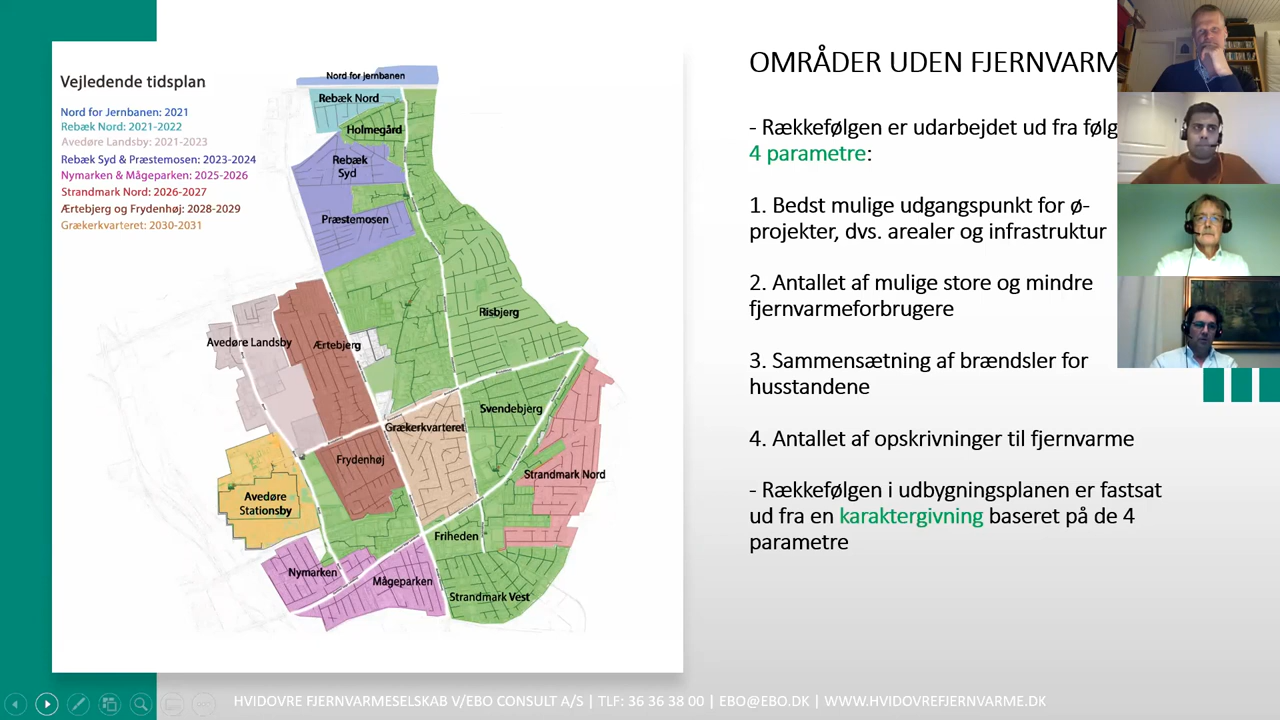 Vejledende tidsplan
Nord for Jernbanen: 2021
Rebæk Nord: 2021-2022
Avedøre Landsby: 2021-2023
Rebæk Syd & Præstemosen: 2023-2024
Nymarken & Mågeparken: 2025-2026
Strandmark Nord: 2026-2027
Ærtebjerg og Frydenhøj: 2028-2029
Grækerkvarteret: 2030-2031
Nord for jernbanen
Rebæk Nord
Holmegård
Rebæk
Syd
Præstemosen
Risbjerg
Avedøre Landsby
Ærtebjerg
Svendebjerg
Grækerkvarteret
Frydenhøj
Strandmark Nord
Avedøre
Stationsby
Friheden
Nymarken
Mågeparken
Strandmark Vest
OMRÅDER UDEN FJERNVARM
- Rækkefølgen er udarbejdet ud fra følg
4 parametre:
1. Bedst mulige udgangspunkt for ø-
projekter, dvs. arealer og infrastruktur
2. Antallet af mulige store og mindre
fjernvarmeforbrugere
3. Sammensætning af brændsler for
husstandene
4. Antallet af opskrivninger til fjernvarme
- Rækkefølgen i udbygningsplanen er fastsat
ud fra en karaktergivning baseret på de 4
parametre
HVIDOVRE FJERNVARMESELSKAB V/EBO CONSULT A/S | TLF: 36 36 38 00 | EBO@EBO.DK | WWW.HVIDOVREFJERNVARME.DK